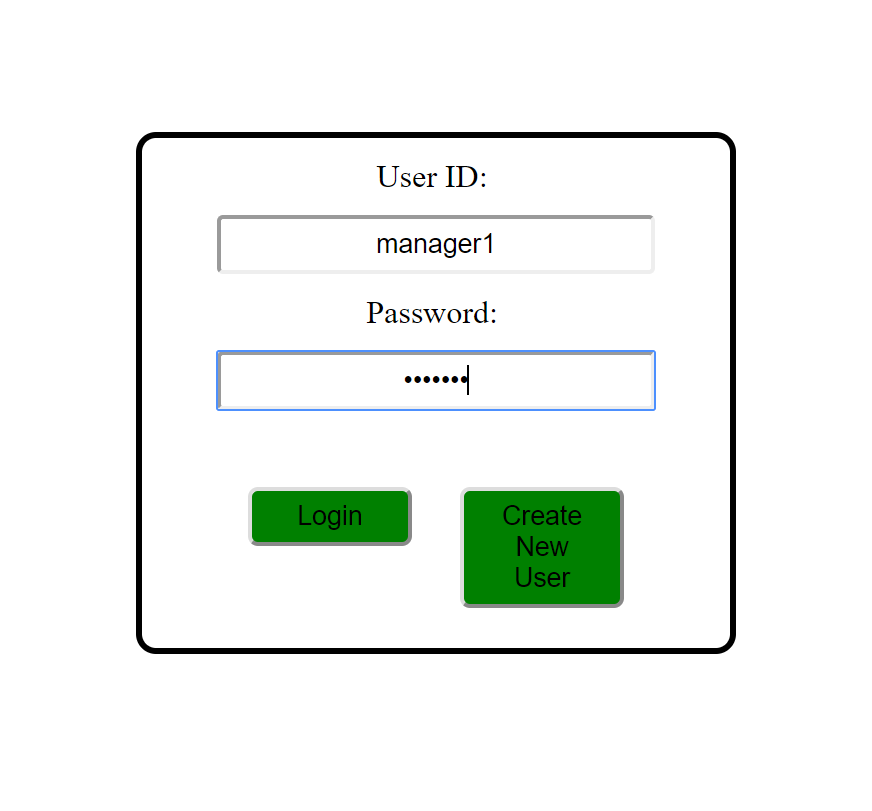 User ID:
manager1
Password:
•••••••
Login
Create
New
User